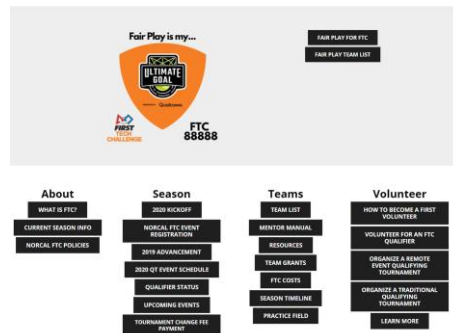 Fair Play is my...
ULTIMATE
GOAL
Qualcomm
FIRST
TECH
CHALLENGE
FTC
88888
FAIR PLAY FOR FTC
FAIR PLAY TEAM LIST
About
WHAT IS FTC?
CURRENT SEASON INFO
NORCAL FTC POLICIES
Season
2020 KICKOFF
NORCAL FTC EVENT
REGISTRATION
2019 ADVANCEMENT
2020 QT EVENT SCHEDULE
QUALIFIER STATUS
UPCOMING EVENTS
TOURNAMENT CHANGE FEE
PAYMENT
Teams
TEAM LIST
MENTOR MANUAL
RESOURCES
TEAM GRANTS
FTC COSTS
SEASON TIMELINE
PRACTICE FIELD
Volunteer
HOW TO BECOME A FIRST
VOLUNTEER
VOLUNTEER FOR AN FTC
QUALIFIER
ORGANIZE A REMOTE
EVENT QUALIFYING
TOURNAMENT
ORGANIZE A TRADITIONAL
QUALIFYING
TOURNAMENT
LEARN MORE